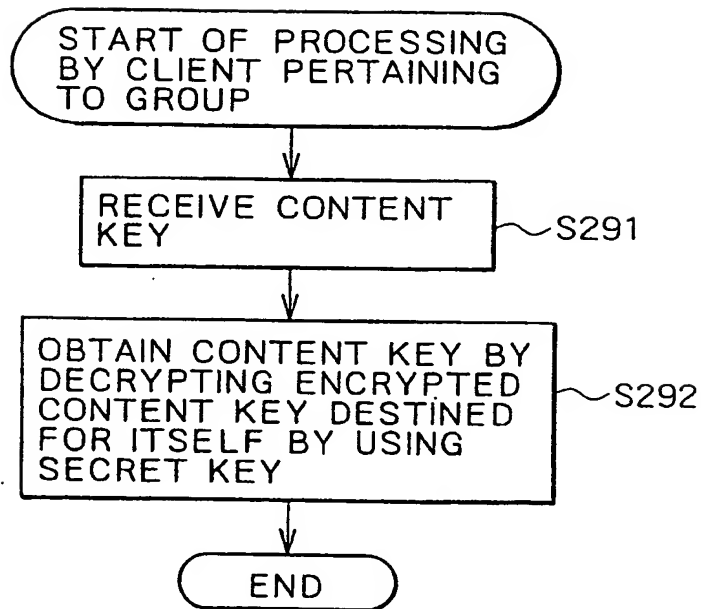 START OF PROCESSING
BY CLIENT PERTAINING
TO GROUP
RECEIVE CONTENT
KEY
S291
OBTAIN CONTENT KEY BY
DECRYPTING ENCRYPTED
CONTENT KEY DESTINED
FOR ITSELF BY USING
SECRET KEY
S292
END